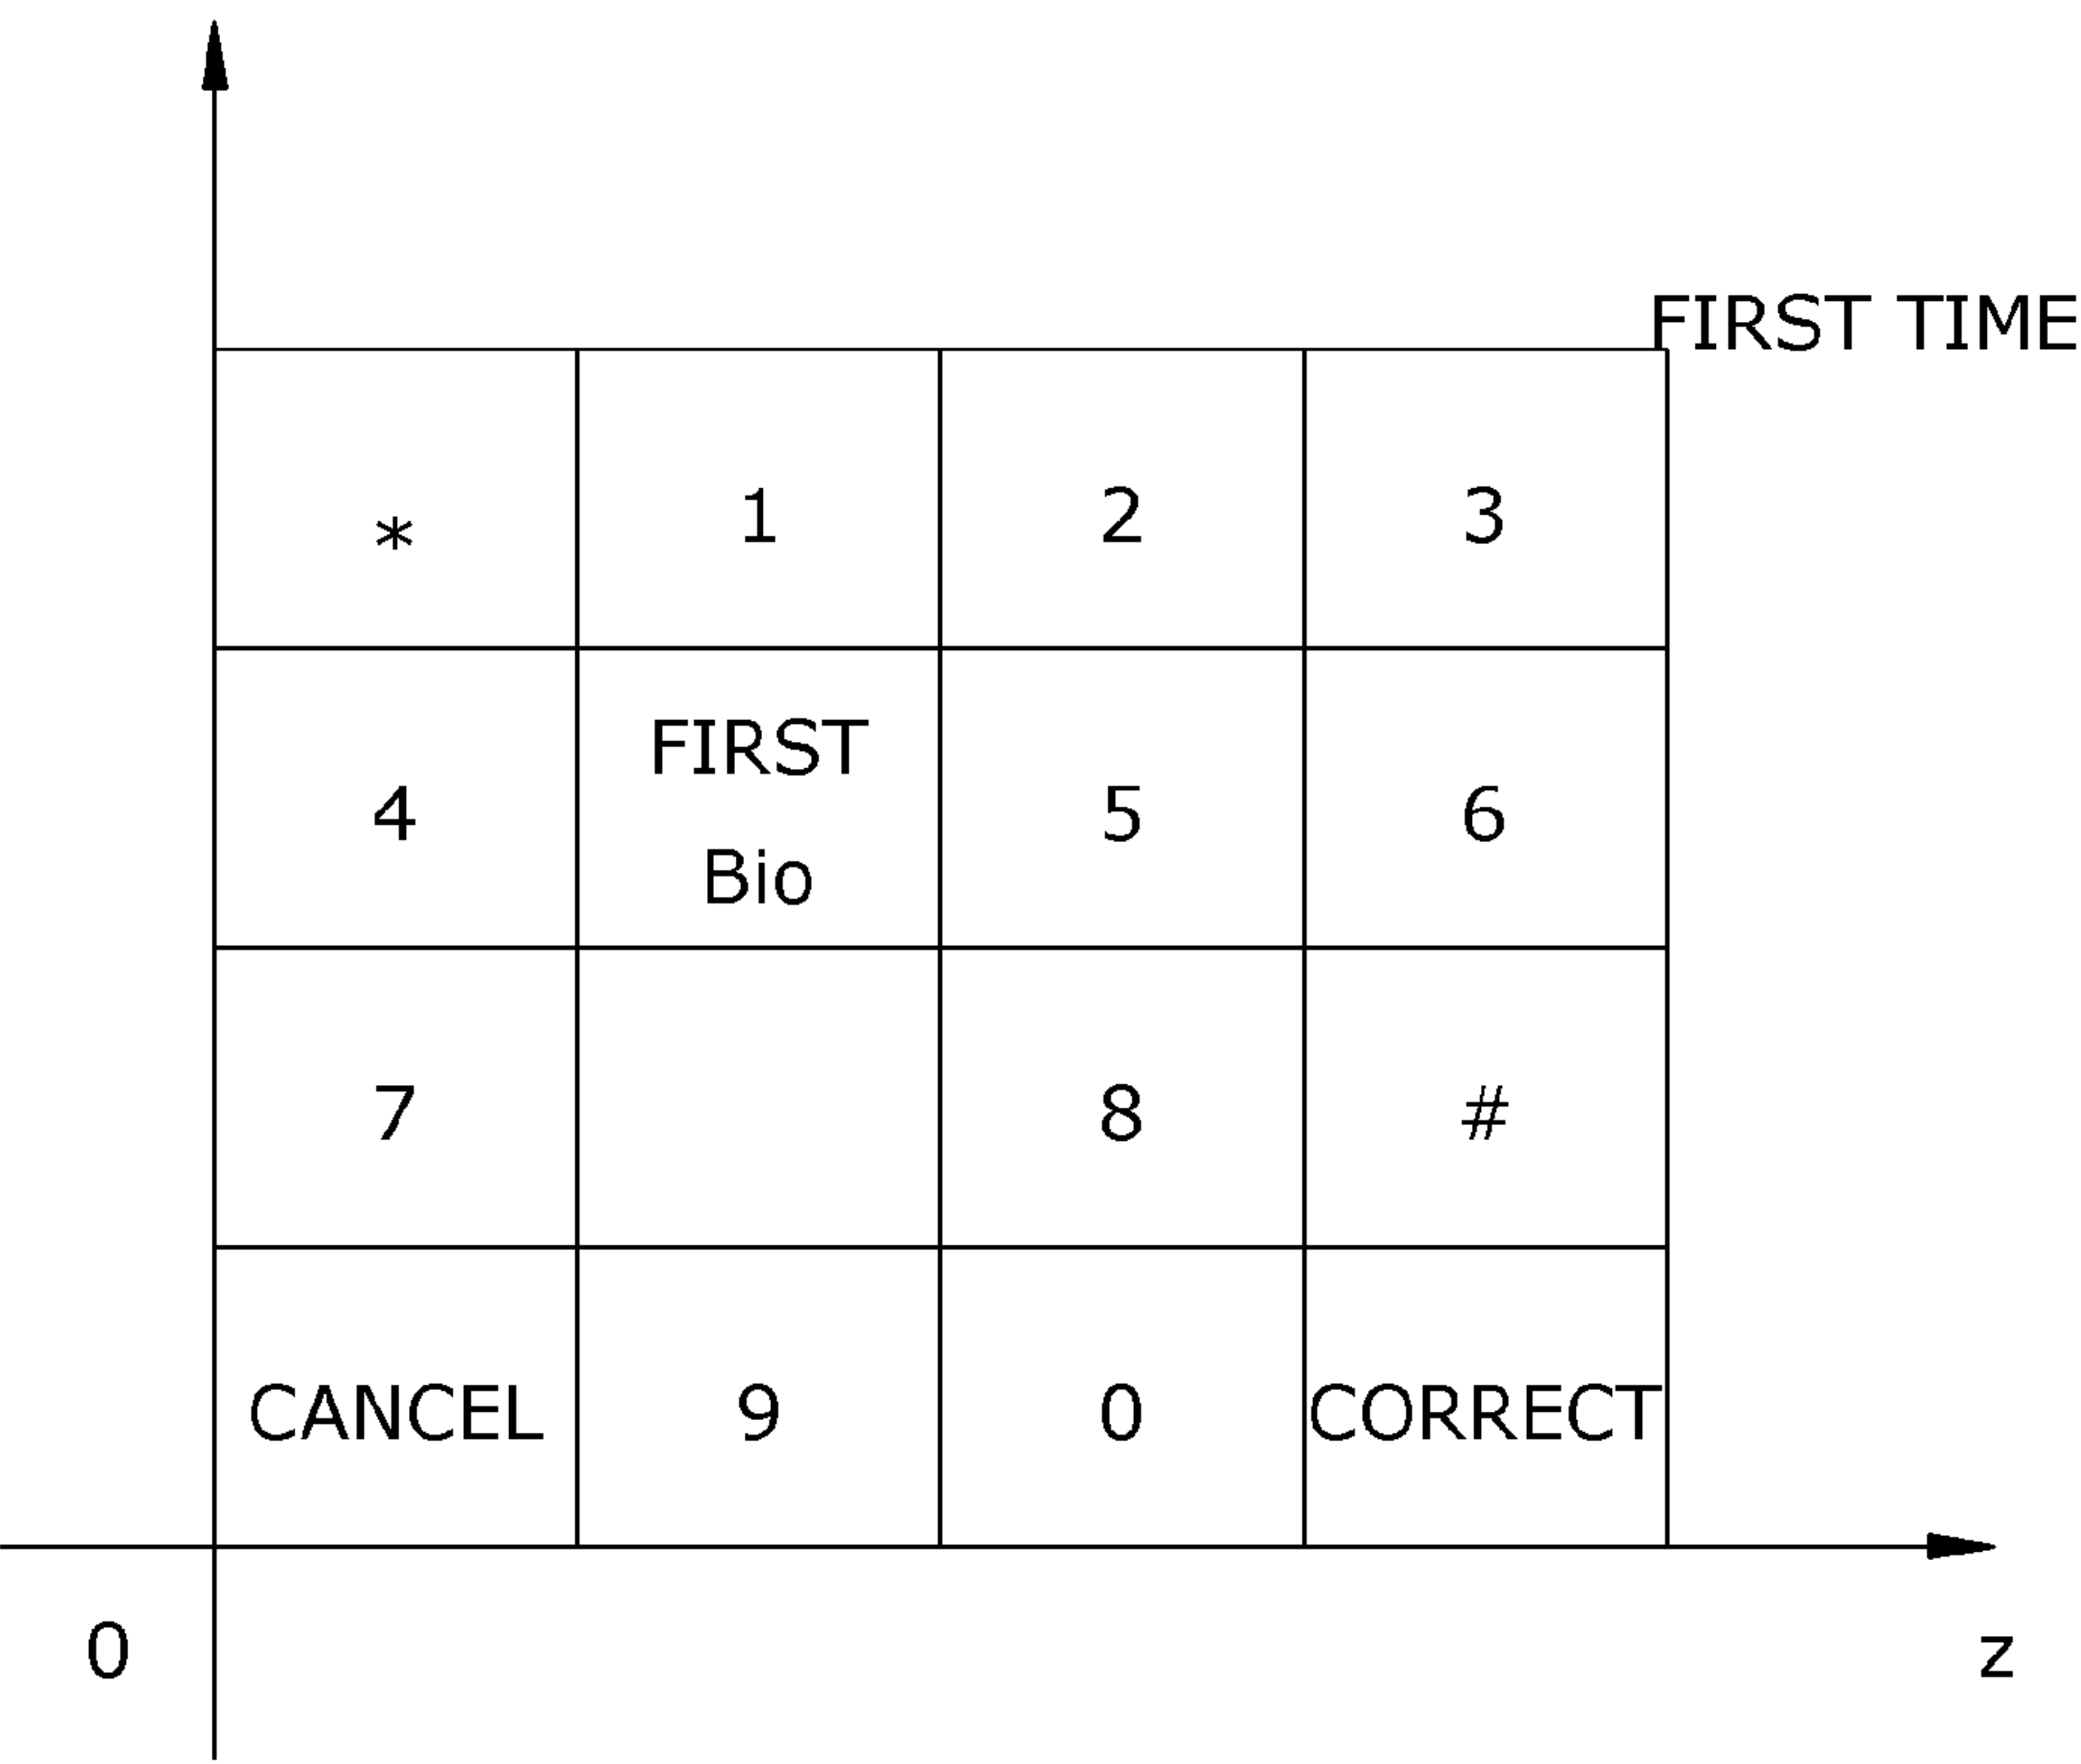 FIRST TIME
* 1 2 3
4 FIRST Bio 5 6
7 8 #
CANCEL 9 0 CORRECT
0 z